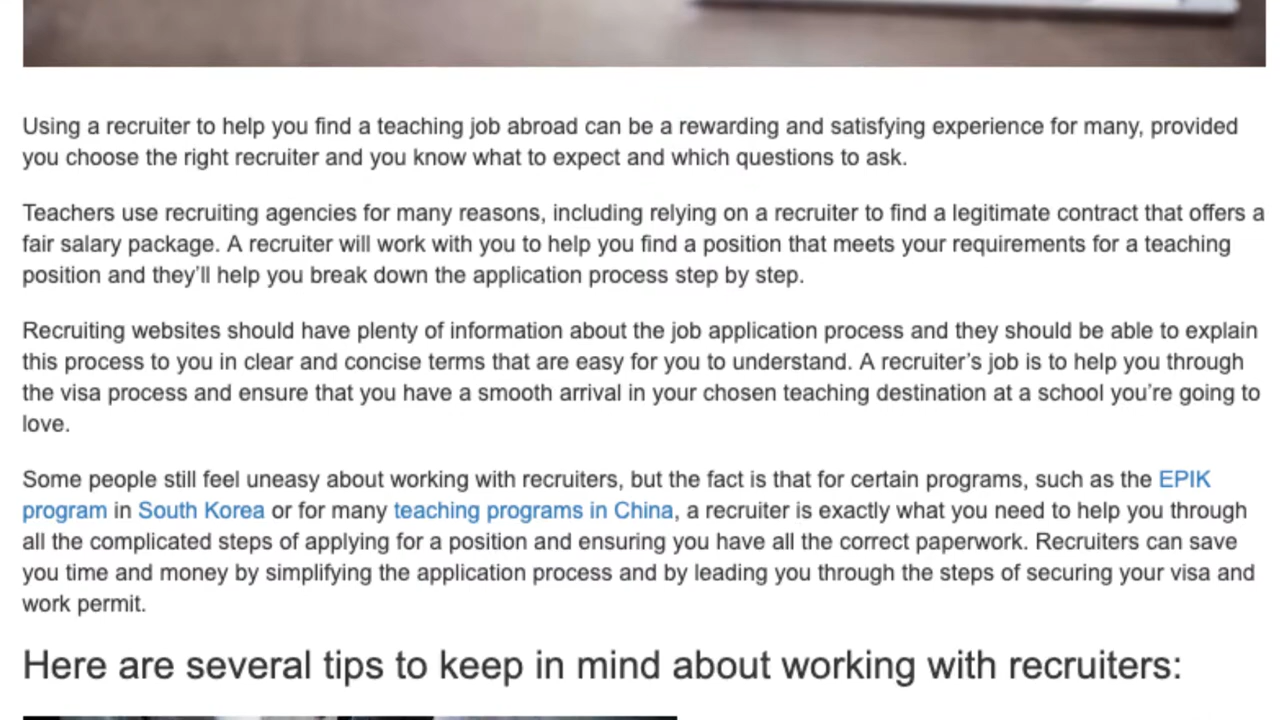 Using a recruiter to help you find a teaching job abroad can be a rewarding and satisfying experience for many, provided
you choose the right recruiter and you know what to expect and which questions to ask.
Teachers use recruiting agencies for many reasons, including relying on a recruiter to find a legitimate contract that offers a
fair salary package. A recruiter will work with you to help you find a position that meets your requirements for a teaching
position and they’ll help you break down the application process step by step.
Recruiting websites should have plenty of information about the job application process and they should be able to explain
this process to you in clear and concise terms that are easy for you to understand. A recruiter’s job is to help you through
the visa process and ensure that you have a smooth arrival in your chosen teaching destination at a school you’re going to
love.
Some people still feel uneasy about working with recruiters, but the fact is that for certain programs, such as the EPIK
program in South Korea or for many teaching programs in China, a recruiter is exactly what you need to help you through
all the complicated steps of applying for a position and ensuring you have all the correct paperwork. Recruiters can save
you time and money by simplifying the application process and by leading you through the steps of securing your visa and
work permit.
Here are several tips to keep in mind about working with recruiters: